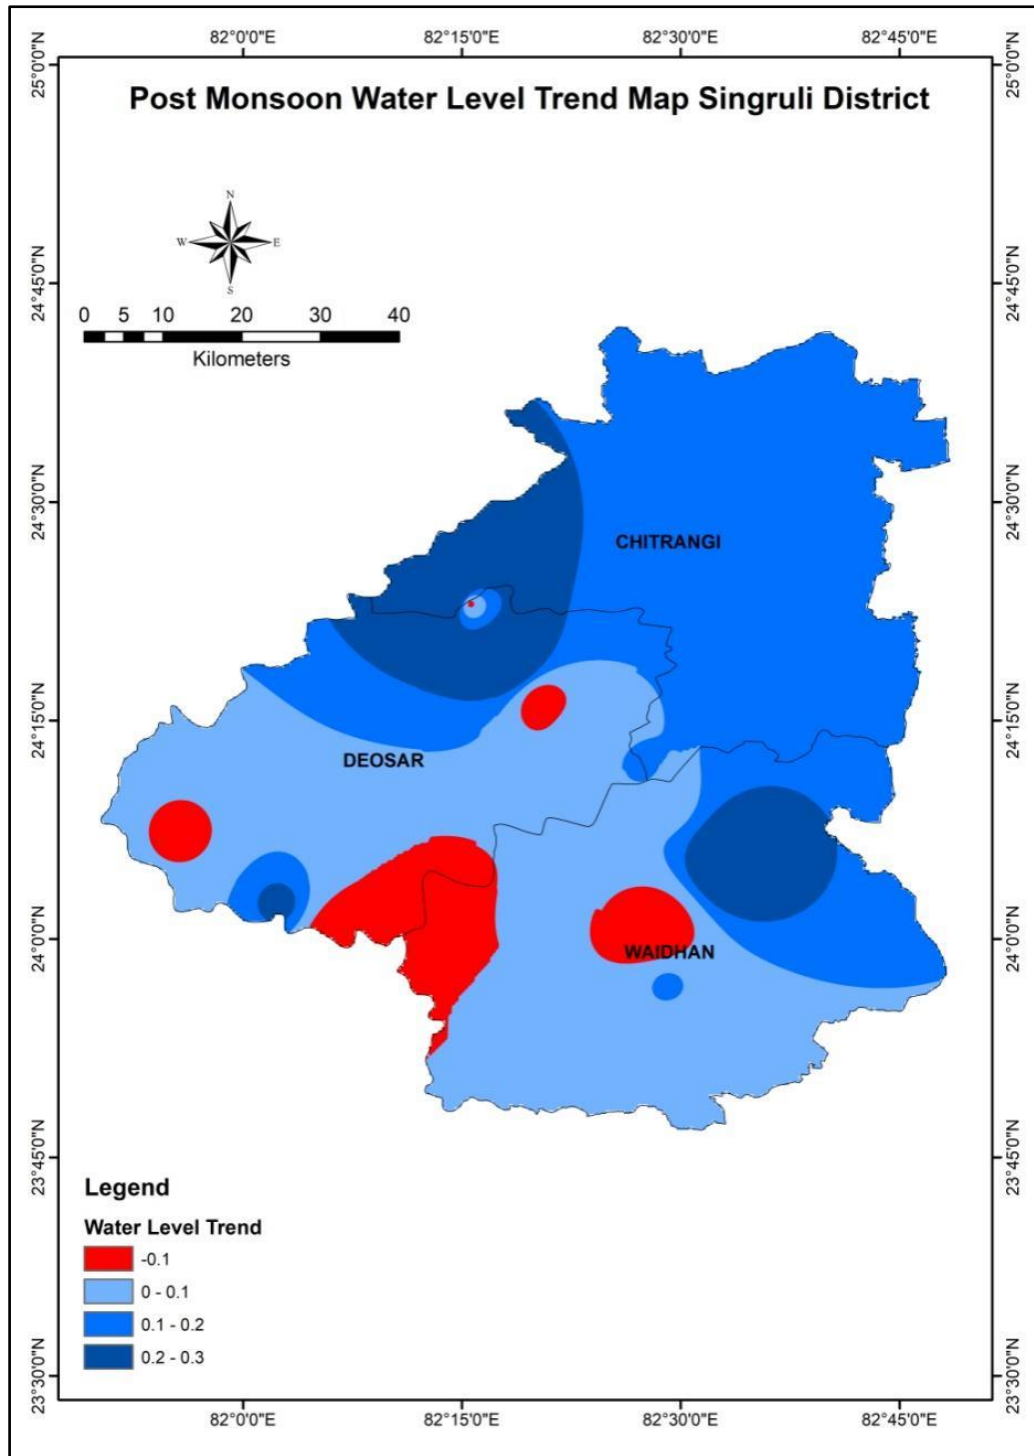 82°0'0"E 82°15'0"E 82°30'0"E 82°45'0"E
25°0'0"N
25°0'0"N
Post Monsoon Water Level Trend Map Singruli District
N
W E
S
24°45'0"N
24°45'0"N
0 5 10 20 30 40
Kilometers
24°30'0"N
24°30'0"N
CHITRANGI
24°15'0"N
24°15'0"N
DEOSAR
24°0'0"N
24°0'0"N
WAIDHAN
23°45'0"N
23°45'0"N
Legend
Water Level Trend
-0.1
0 - 0.1
0.1 - 0.2
0.2 - 0.3
23°30'0"N
23°30'0"N
82°0'0"E 82°15'0"E 82°30'0"E 82°45'0"E